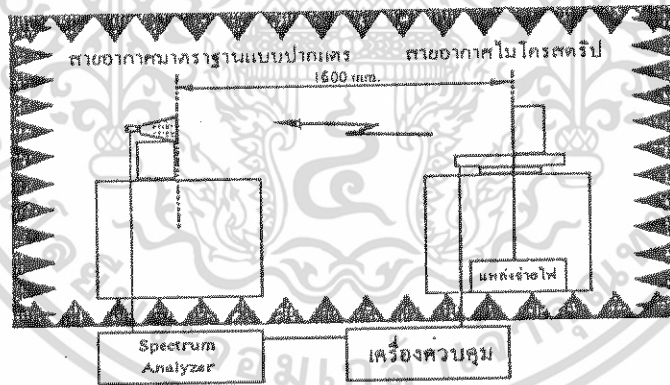 สายอากาศมาตราฐานแบบปากแตร
สายอากาศไมโครสตริป
1600 mm.
แหล่งจ่ายไฟ
Spectrum
Analyzer
เครื่องควบคุม